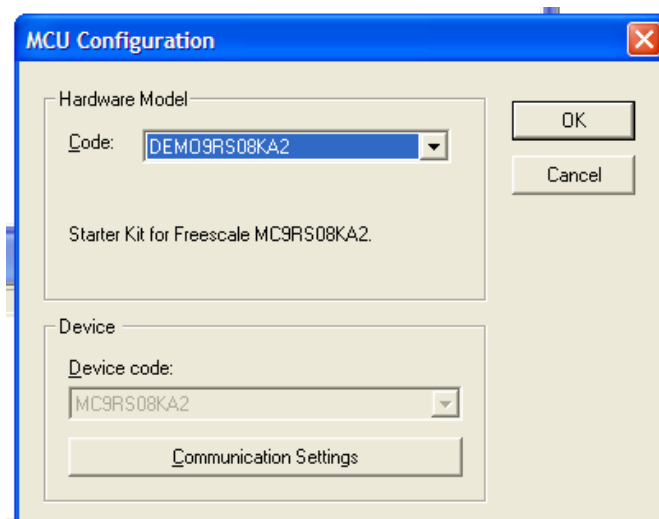 MCU Configuration
Hardware Model
Code: DEMO9RS08KA2
OK
Cancel
Starter Kit for Freescale MC9RS08KA2.
Device
Device code:
MC9RS08KA2
Communication Settings